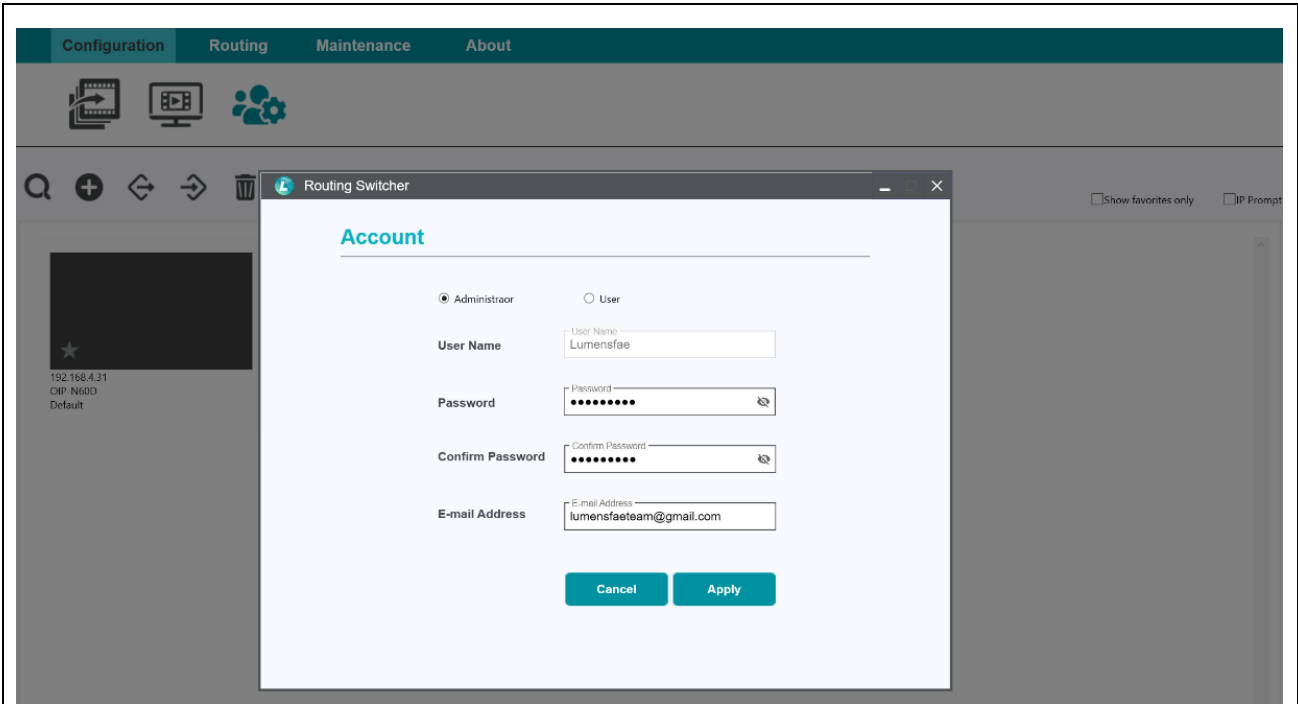 Configuration Routing Maintenance About
Show favorites only IP Prompt
Routing Switcher
Account
Administraor User
User Name
User Name
Lumensfae
Password
Password
•••••••••
Confirm Password
Confirm Password
•••••••••
E-mail Address
E-mail Address
lumensfaeteam@gmail.com
Cancel Apply
192.168.4.31
OIP-N60D
Default